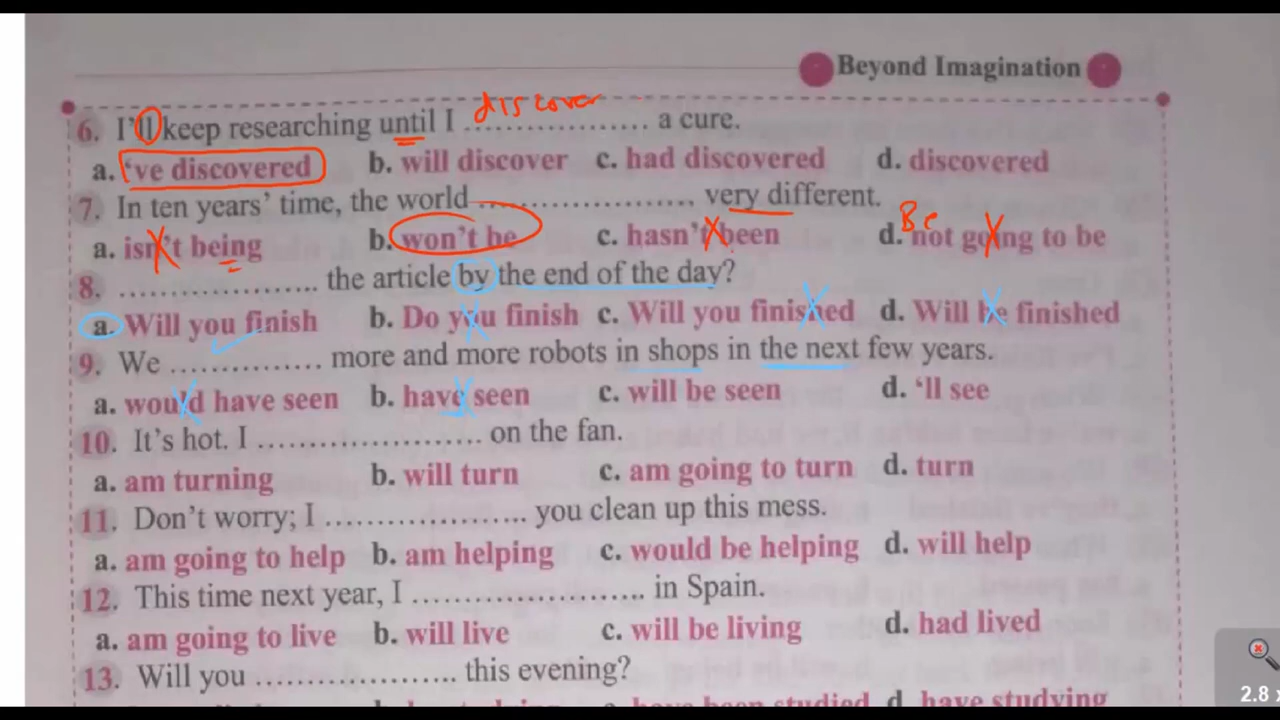 Beyond Imagination
discover
6. I'll keep researching until I ........................ a cure.
a. 've discovered b. will discover c. had discovered d. discovered
7. In ten years' time, the world ........................ very different.
Be
a. isn't being b. won't be c. hasn't been d. not going to be
8. ........................ the article by the end of the day?
a. Will you finish b. Do you finish c. Will you finished d. Will be finished
9. We ........................ more and more robots in shops in the next few years.
a. would have seen b. have seen c. will be seen d. 'll see
10. It's hot. I ........................ on the fan.
a. am turning b. will turn c. am going to turn d. turn
11. Don't worry; I ........................ you clean up this mess.
a. am going to help b. am helping c. would be helping d. will help
12. This time next year, I ........................ in Spain.
a. am going to live b. will live c. will be living d. had lived
13. Will you ........................ this evening?
have been studied d. have studying
2.8